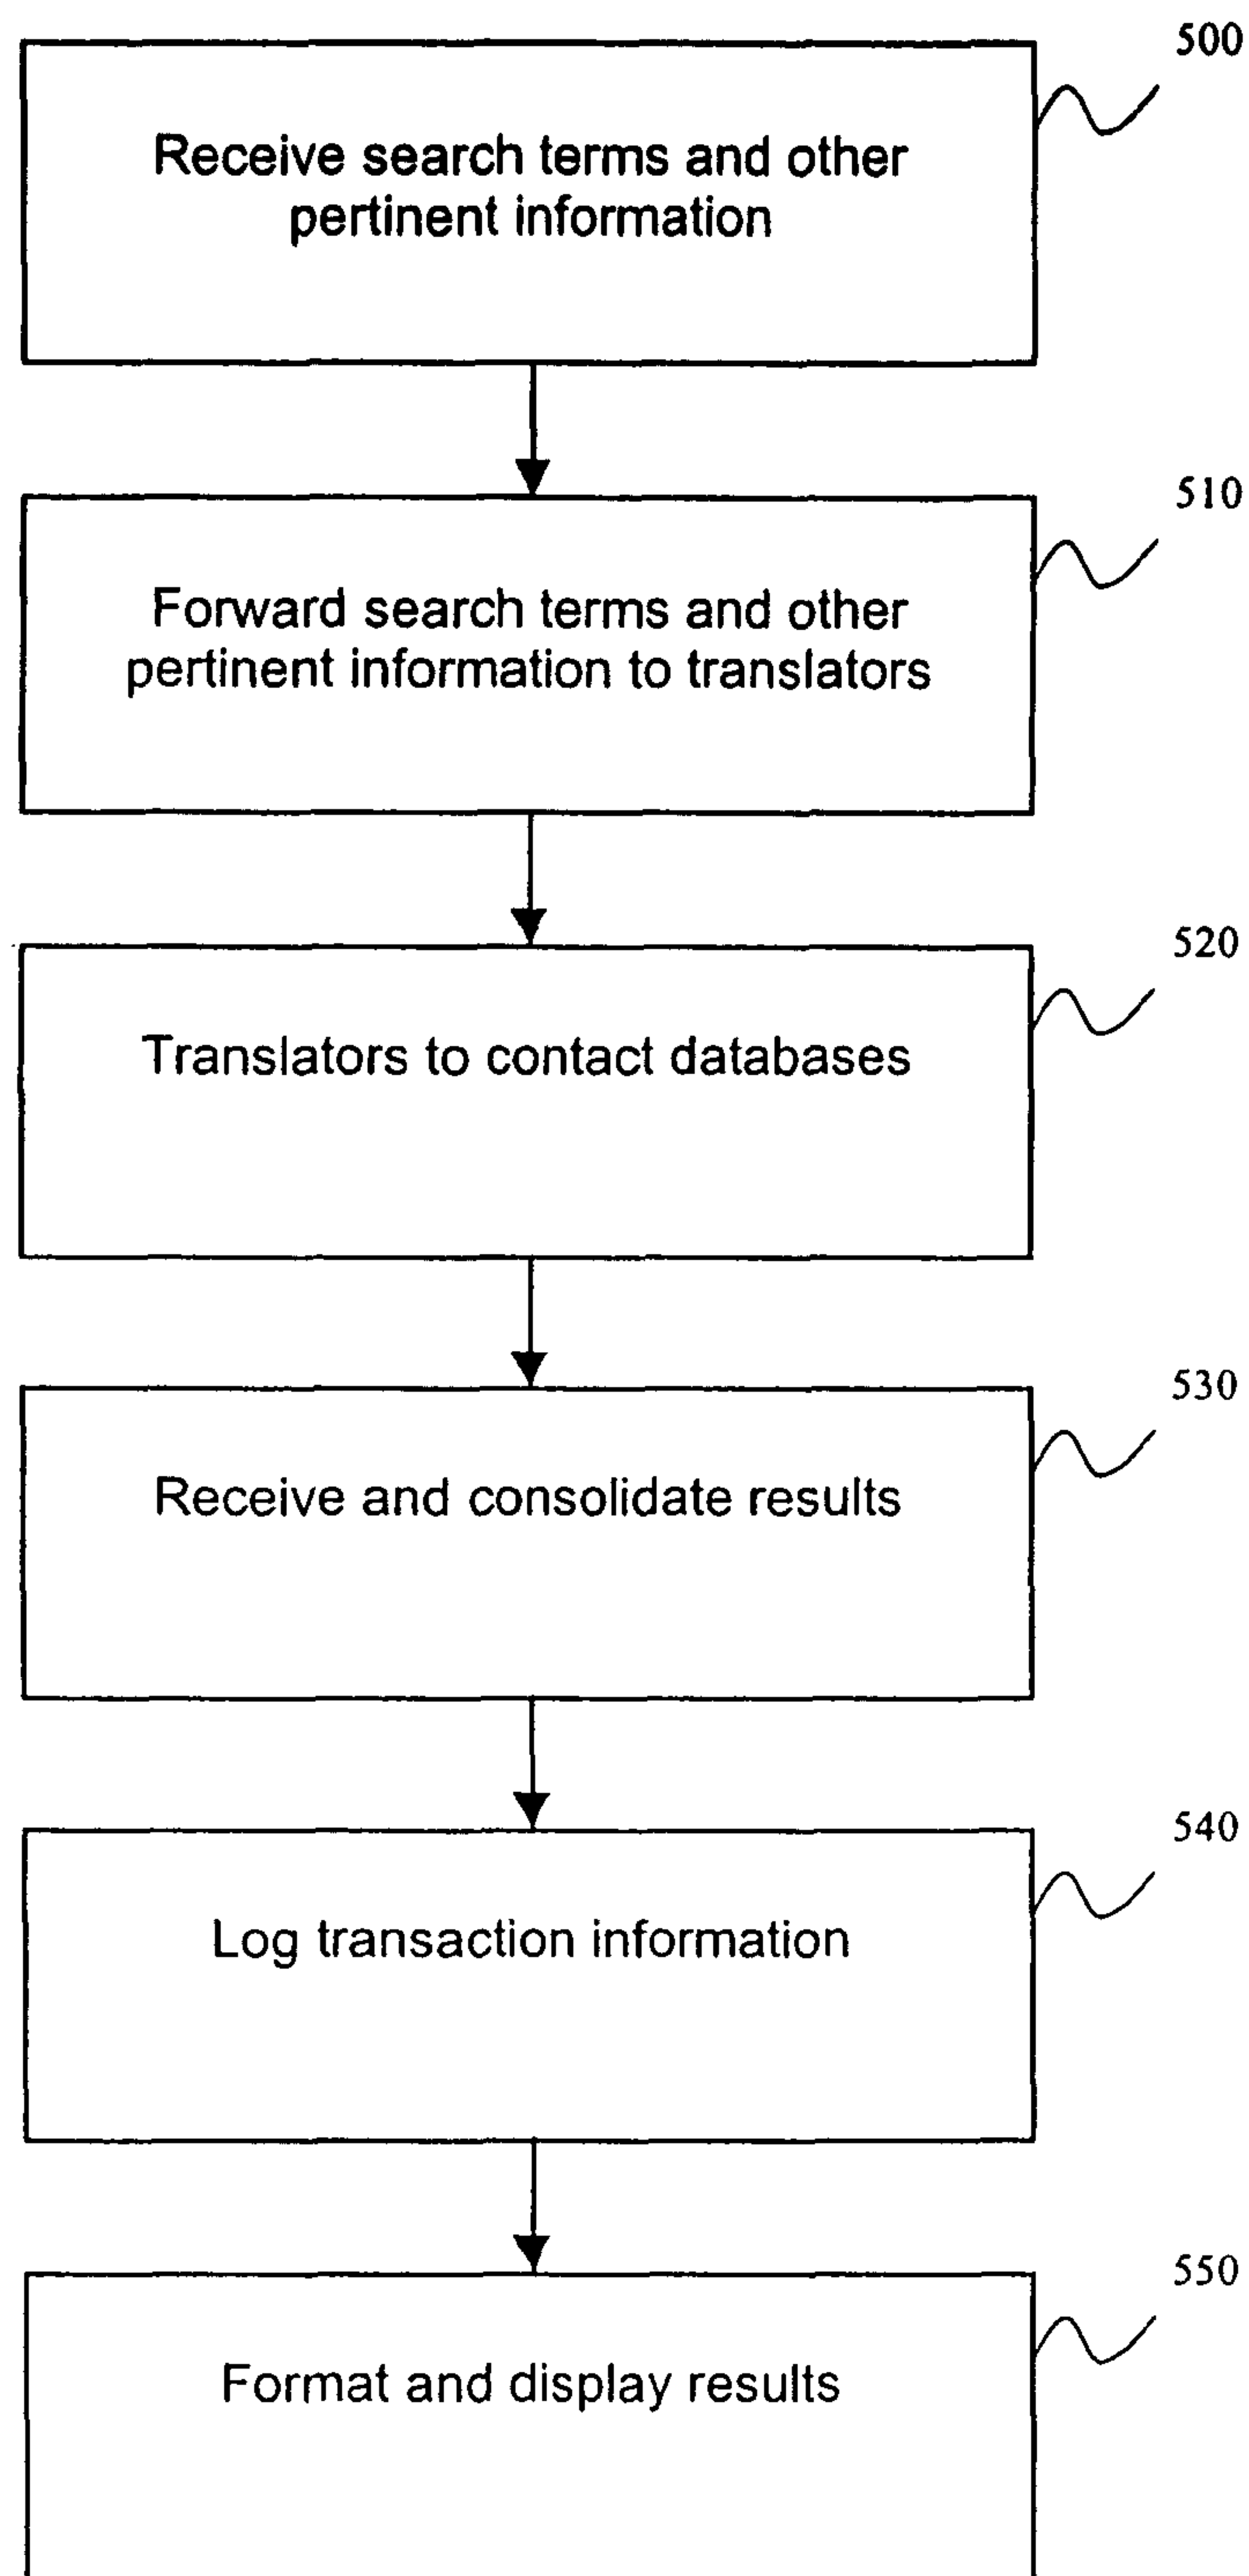 500
Receive search terms and other
pertinent information
510
Forward search terms and other
pertinent information to translators
520
Translators to contact databases
530
Receive and consolidate results
540
Log transaction information
550
Format and display results